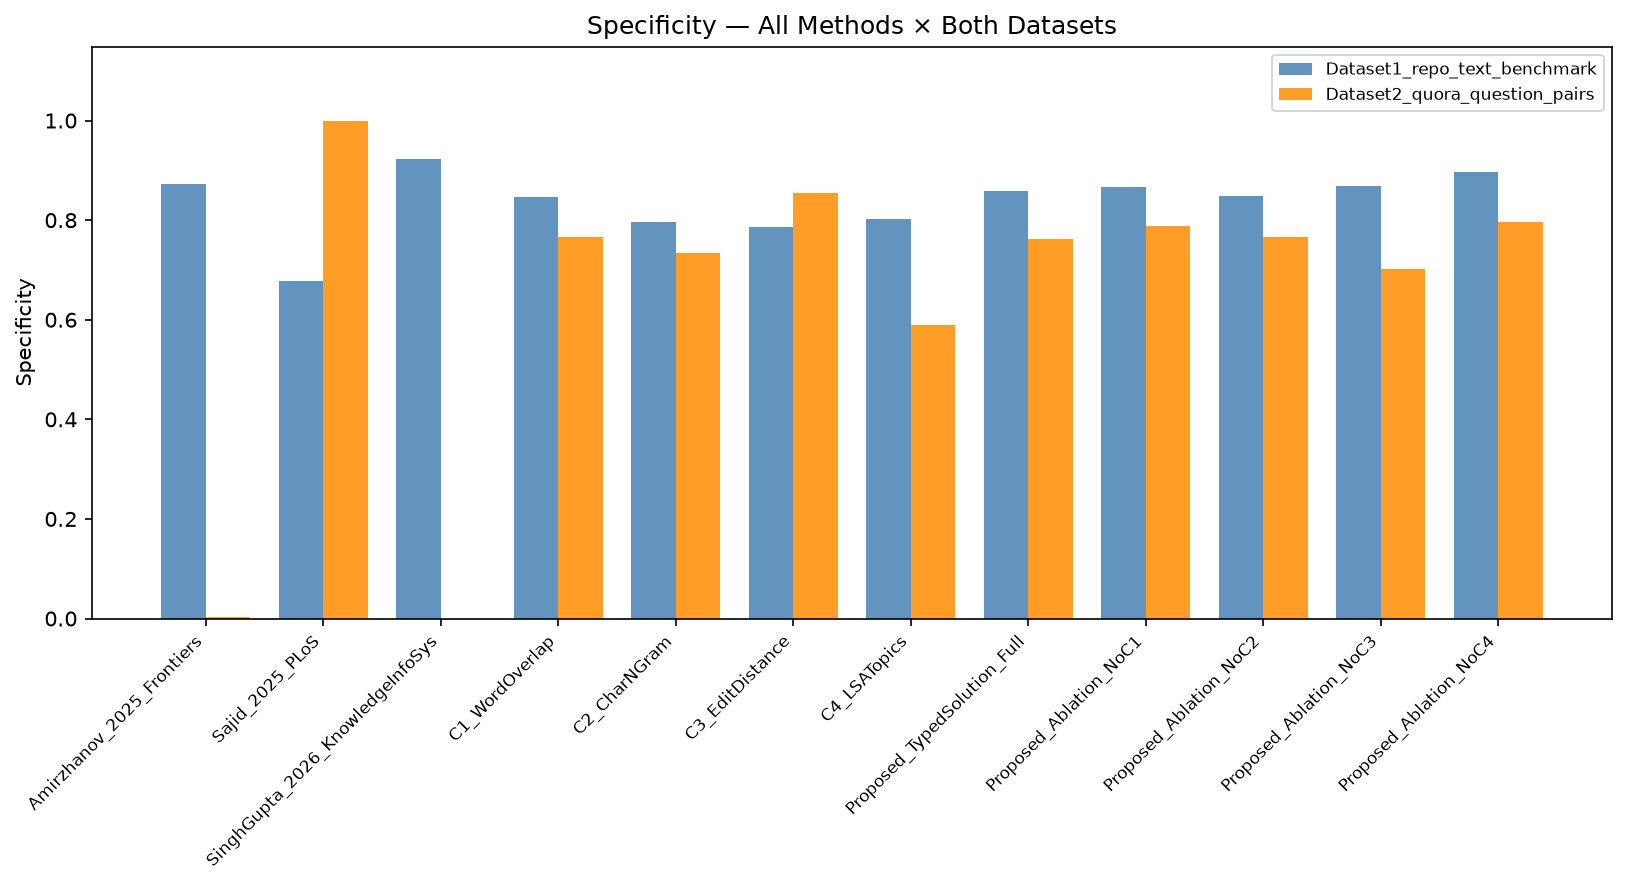 Specificity — All Methods × Both Datasets
Dataset1_repo_text_benchmark
Dataset2_quora_question_pairs
Specificity
1.0
0.8
0.6
0.4
0.2
0.0
Amirzhanov_2025_Frontiers
Sajid_2025_PLoS
SinghGupta_2026_KnowledgeInfoSys
C1_WordOverlap
C2_CharNGram
C3_EditDistance
C4_LSATopics
Proposed_TypedSolution_Full
Proposed_Ablation_NoC1
Proposed_Ablation_NoC2
Proposed_Ablation_NoC3
Proposed_Ablation_NoC4